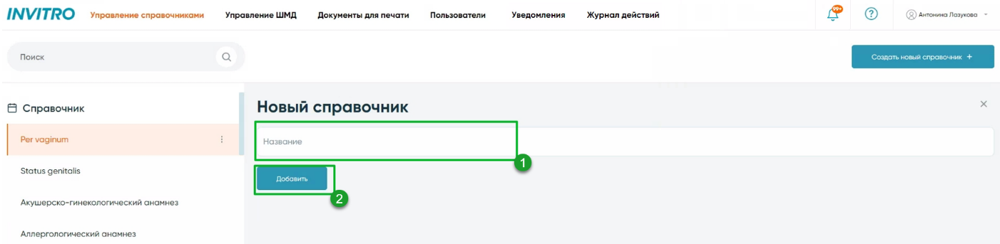 INVITRO Управление справочниками Управление ШМД Документы для печати Пользователи Уведомления Журнал действий 99+ ? Антонина Лазукова
Поиск Создать новый справочник +
Справочник Новый справочник
Per vaginum Название
1
Status genitalis Добавить
2
Акушерско-гинекологический анамнез
Аллергологический анамнез